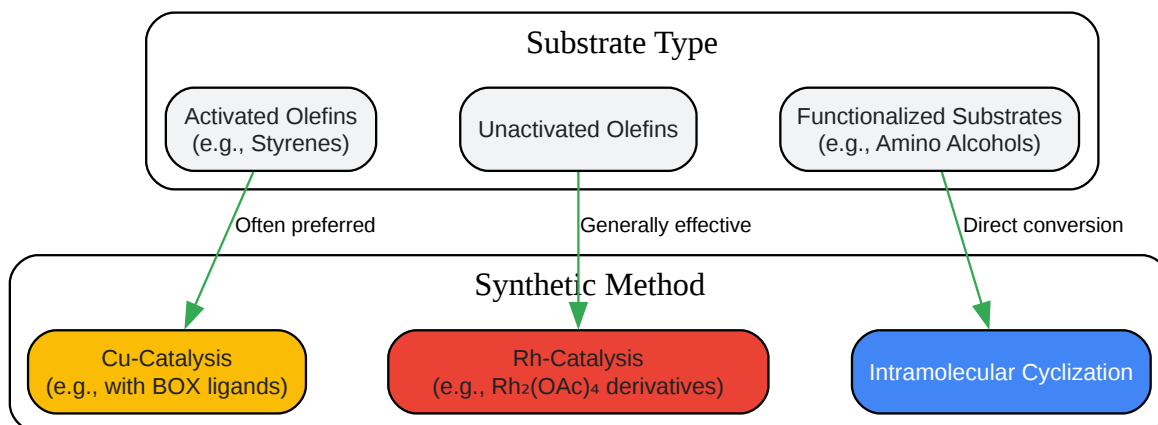 Substrate Type
Activated Olefins
(e.g., Styrenes)
Unactivated Olefins
Functionalized Substrates
(e.g., Amino Alcohols)
Often preferred
Generally effective
Direct conversion
Synthetic Method
Cu-Catalysis
(e.g., with BOX ligands)
Rh-Catalysis
(e.g., Rh₂(OAc)₄ derivatives)
Intramolecular Cyclization